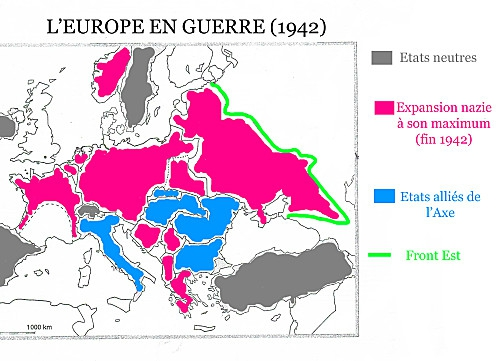 L'EUROPE EN GUERRE (1942)
Etats neutres
Expansion nazie
à son maximum
(fin 1942)
Etats alliés de
l'Axe
Front Est
1000 km